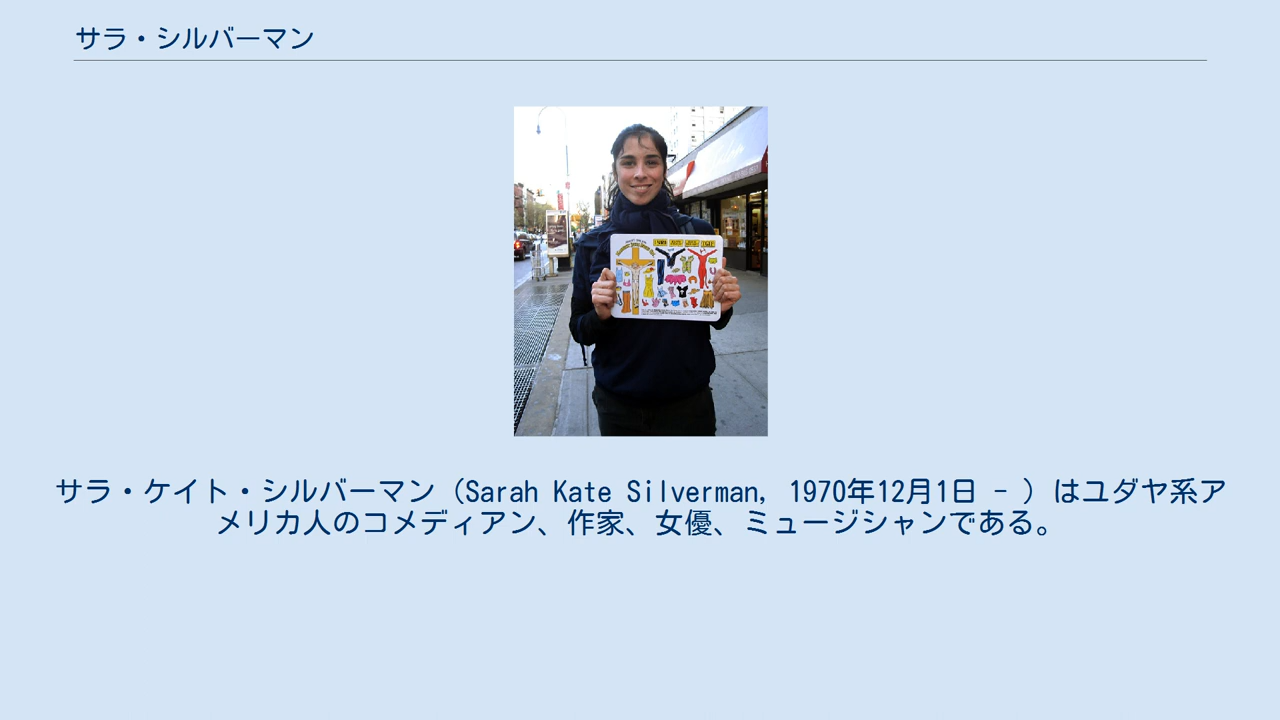 サラ・シルバーマン
サラ・ケイト・シルバーマン（Sarah Kate Silverman, 1970年12月1日 - ）はユダヤ系ア
メリカ人のコメディアン、作家、女優、ミュージシャンである。